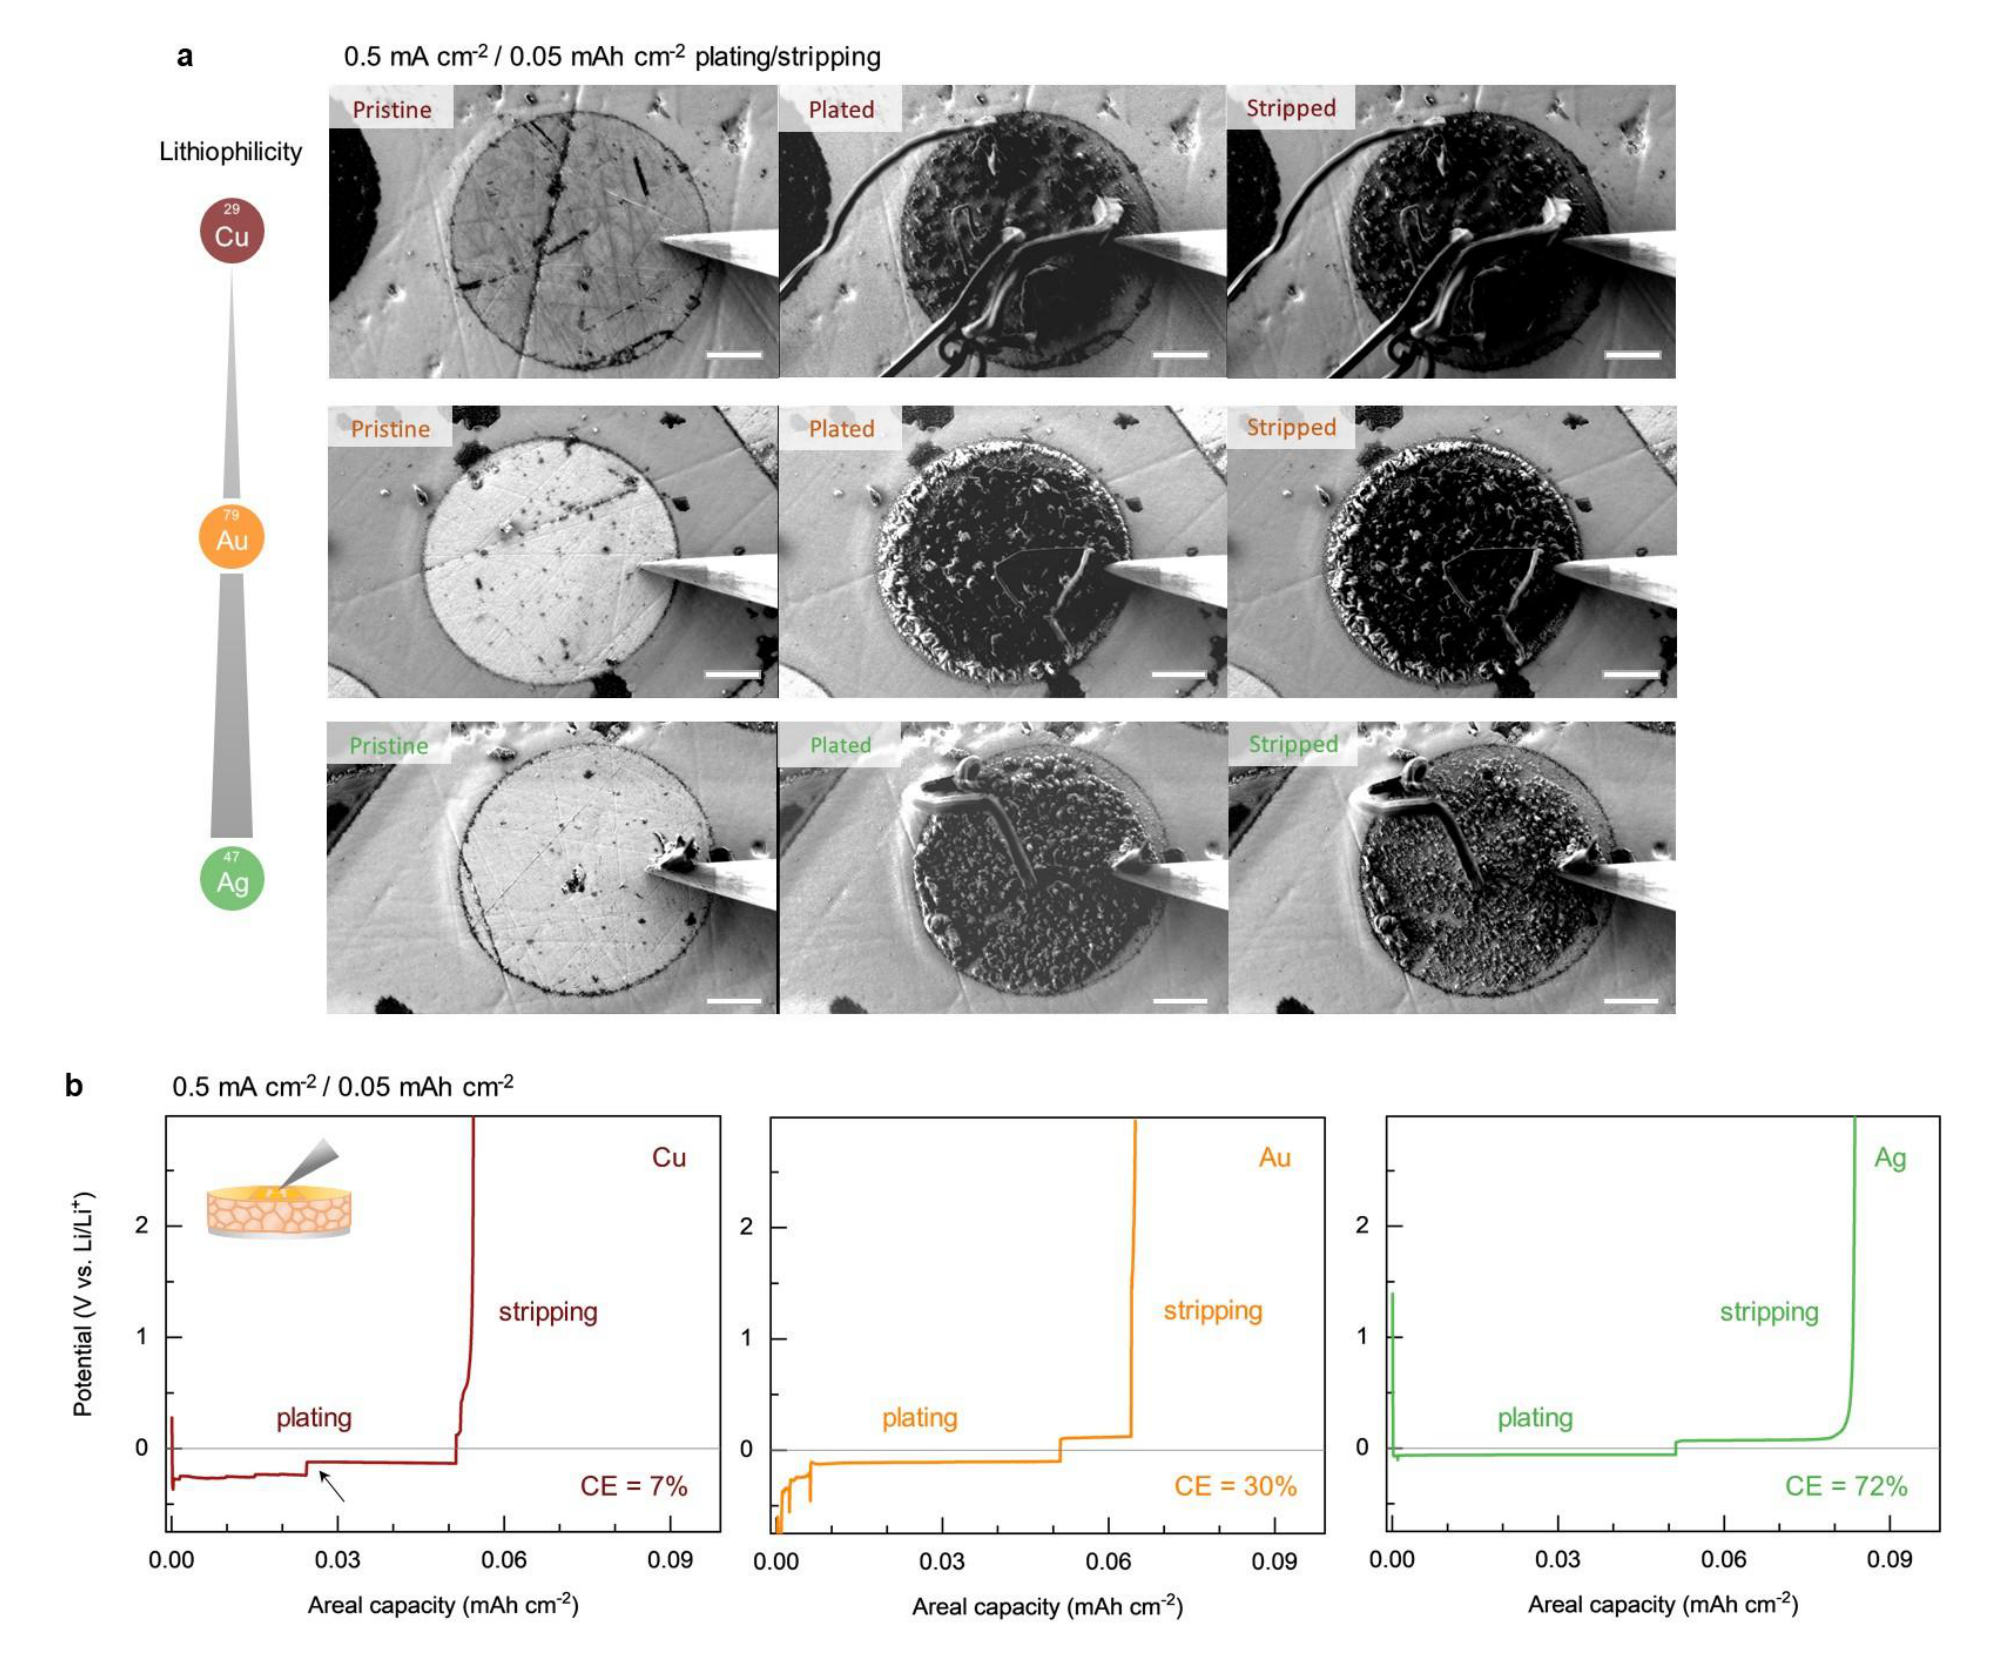 a
0.5 mA cm-2 / 0.05 mAh cm-2 plating/stripping
Lithiophilicity
29
Cu
79
Au
47
Ag
Pristine
Plated
Stripped
Pristine
Plated
Stripped
Pristine
Plated
Stripped
b
0.5 mA cm-2 / 0.05 mAh cm-2
Potential (V vs. Li/Li+)
2
1
0
Cu
stripping
plating
CE = 7%
0.00
0.03
0.06
0.09
Areal capacity (mAh cm-2)
2
1
0
Au
stripping
plating
CE = 30%
0.00
0.03
0.06
0.09
Areal capacity (mAh cm-2)
2
1
0
Ag
stripping
plating
CE = 72%
0.00
0.03
0.06
0.09
Areal capacity (mAh cm-2)